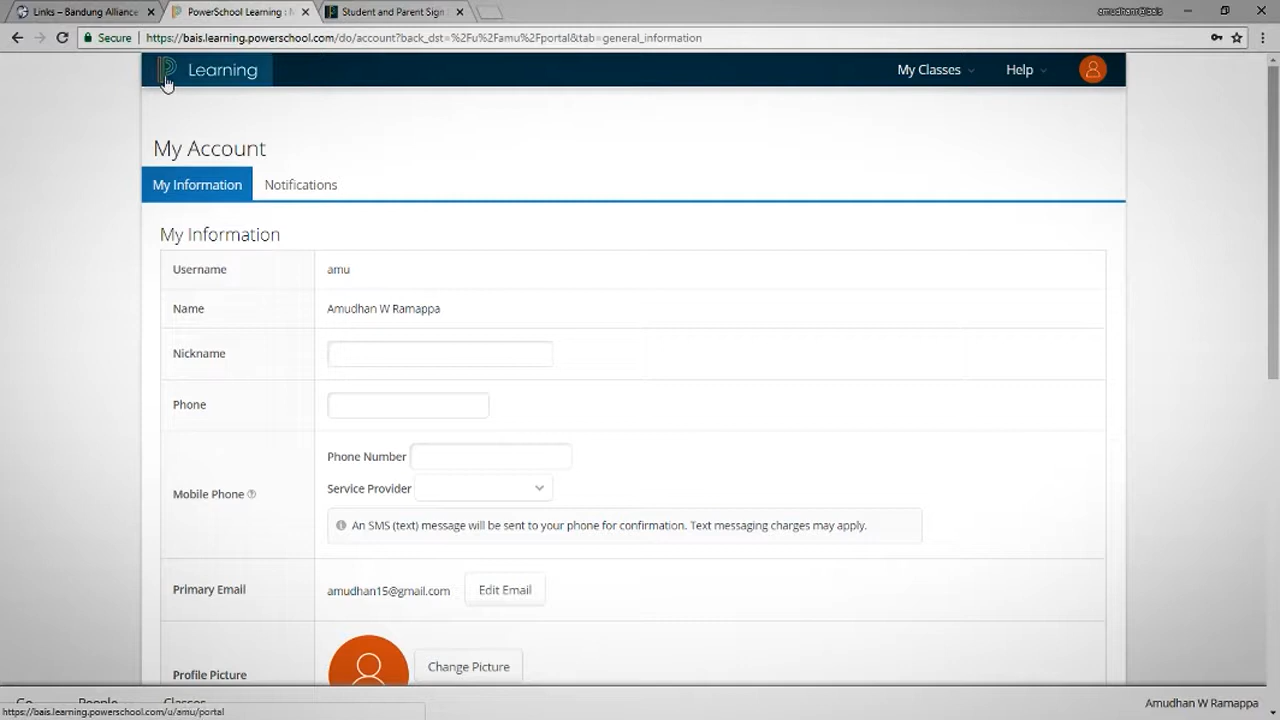 Links – Bandung Alliance
PowerSchool Learning :
Student and Parent Sign
amudhanr@bais
Secure
https://bais.learning.powerschool.com/do/account?back_dst=%2Fu%2Famu%2Fportal&tab=general_information
Learning
My Classes
Help
My Account
My Information
Notifications
My Information
Username
amu
Name
Amudhan W Ramappa
Nickname
Phone
Phone Number
Mobile Phone
Service Provider
An SMS (text) message will be sent to your phone for confirmation. Text messaging charges may apply.
Primary Email
amudhan15@gmail.com
Edit Email
Profile Picture
Change Picture
Go
People
Classes
Amudhan W Ramappa
https://bais.learning.powerschool.com/u/amu/portal